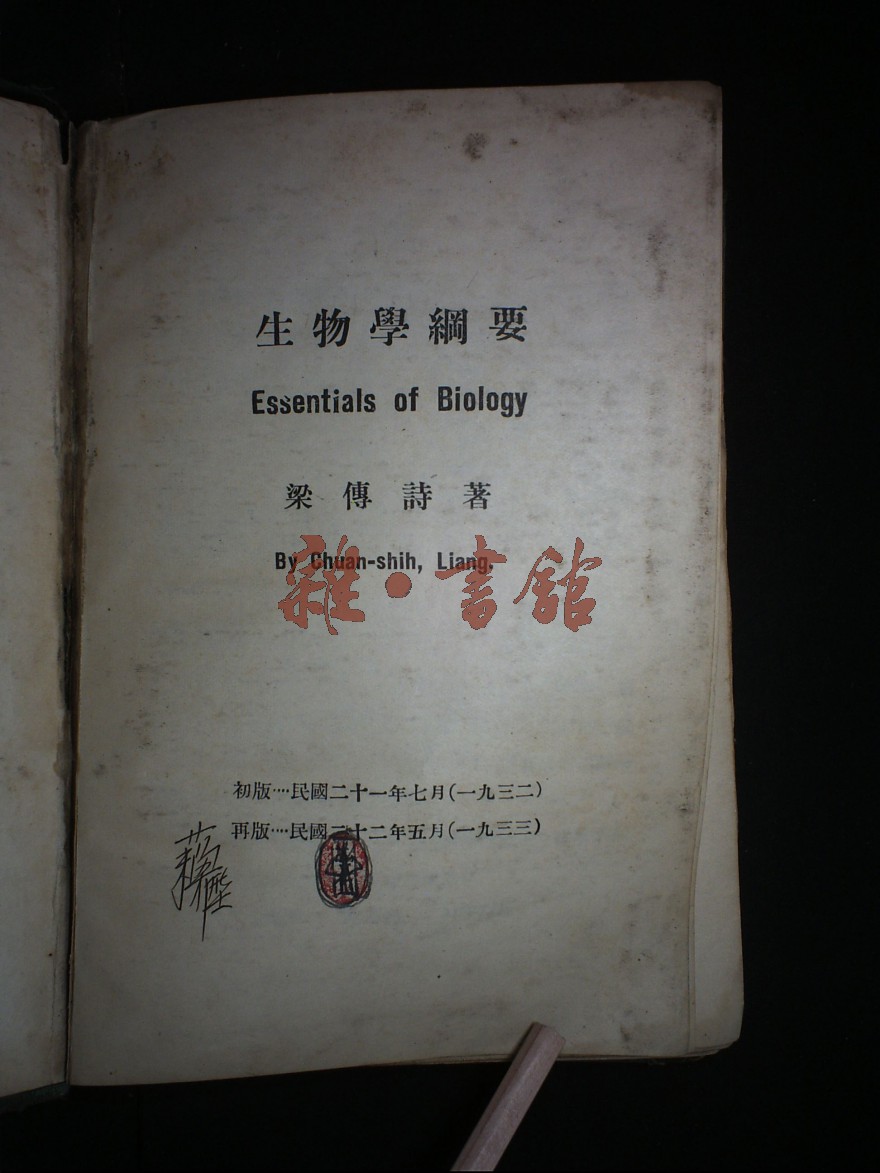 生物學綱要
Essentials of Biology
梁傳詩著
By Chuan-shih, Liang.
雜·書館
初版····民國二十一年七月(一九三二)
再版····民國二十二年五月(一九三三)